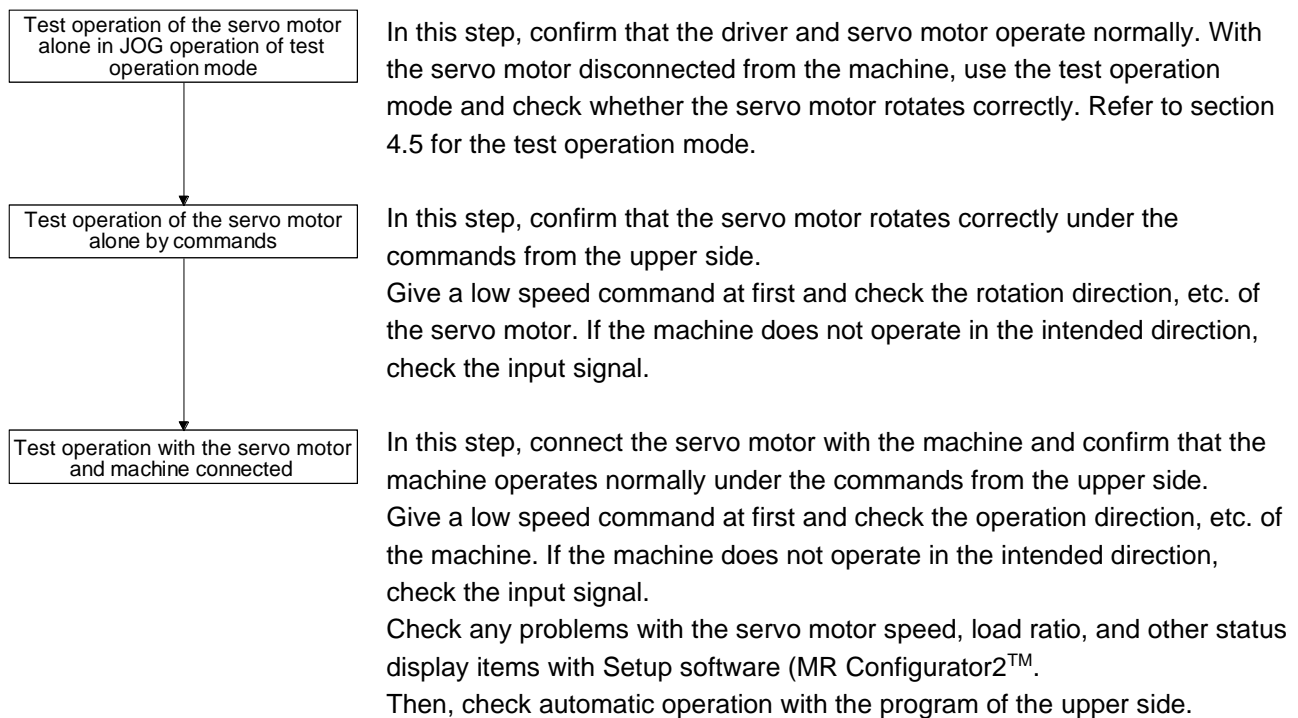 Test operation of the servo motor
alone in JOG operation of test
operation mode
In this step, confirm that the driver and servo motor operate normally. With
the servo motor disconnected from the machine, use the test operation
mode and check whether the servo motor rotates correctly. Refer to section
4.5 for the test operation mode.
Test operation of the servo motor
alone by commands
In this step, confirm that the servo motor rotates correctly under the
commands from the upper side.
Give a low speed command at first and check the rotation direction, etc. of
the servo motor. If the machine does not operate in the intended direction,
check the input signal.
Test operation with the servo motor
and machine connected
In this step, connect the servo motor with the machine and confirm that the
machine operates normally under the commands from the upper side.
Give a low speed command at first and check the operation direction, etc. of
the machine. If the machine does not operate in the intended direction,
check the input signal.
Check any problems with the servo motor speed, load ratio, and other status
display items with Setup software (MR Configurator2TM.
Then, check automatic operation with the program of the upper side.